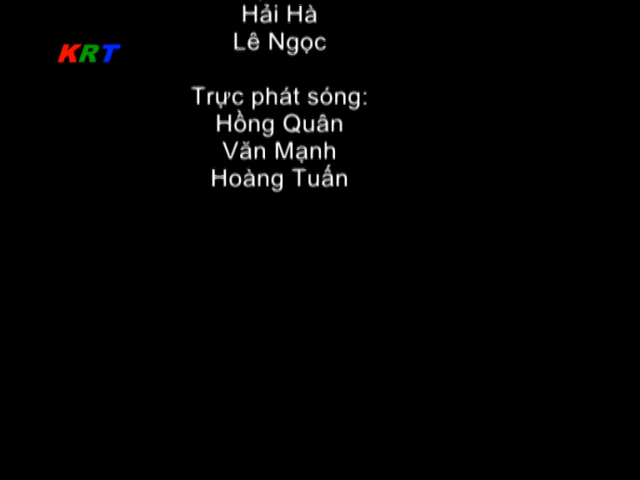 Hải Hà
Lê Ngọc
KRT
Trực phát sóng:
Hồng Quân
Văn Mạnh
Hoàng Tuấn